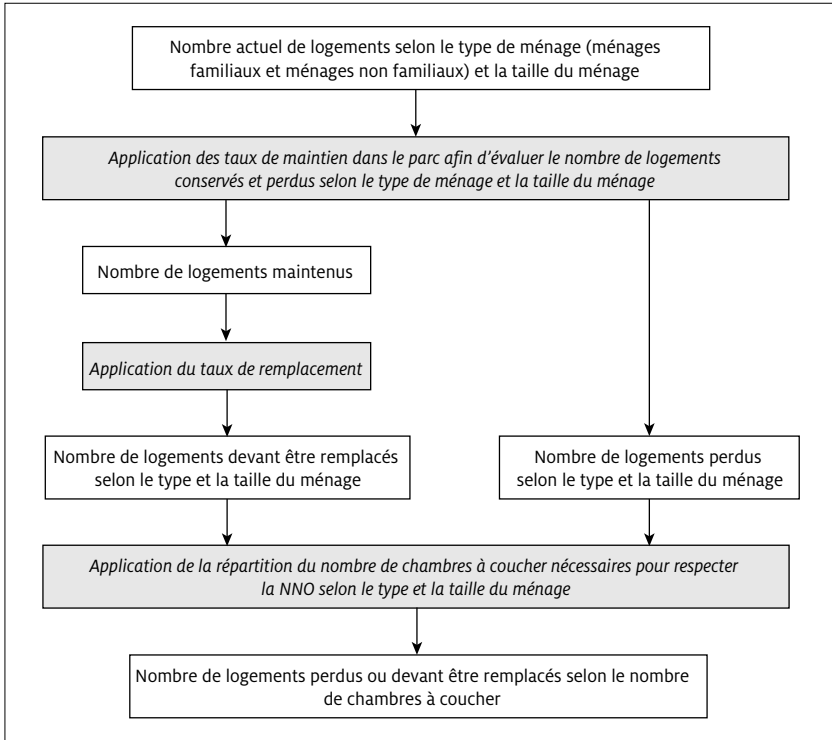 Nombre actuel de logements selon le type de ménage (ménages
familiaux et ménages non familiaux) et la taille du ménage
Application des taux de maintien dans le parc afin d’évaluer le nombre de logements
conservés et perdus selon le type de ménage et la taille du ménage
Nombre de logements maintenus
Application du taux de remplacement
Nombre de logements devant être remplacés
selon le type et la taille du ménage
Nombre de logements perdus
selon le type et la taille du ménage
Application de la répartition du nombre de chambres à coucher nécessaires pour respecter
la NNO selon le type et la taille du ménage
Nombre de logements perdus ou devant être remplacés selon le nombre
de chambres à coucher